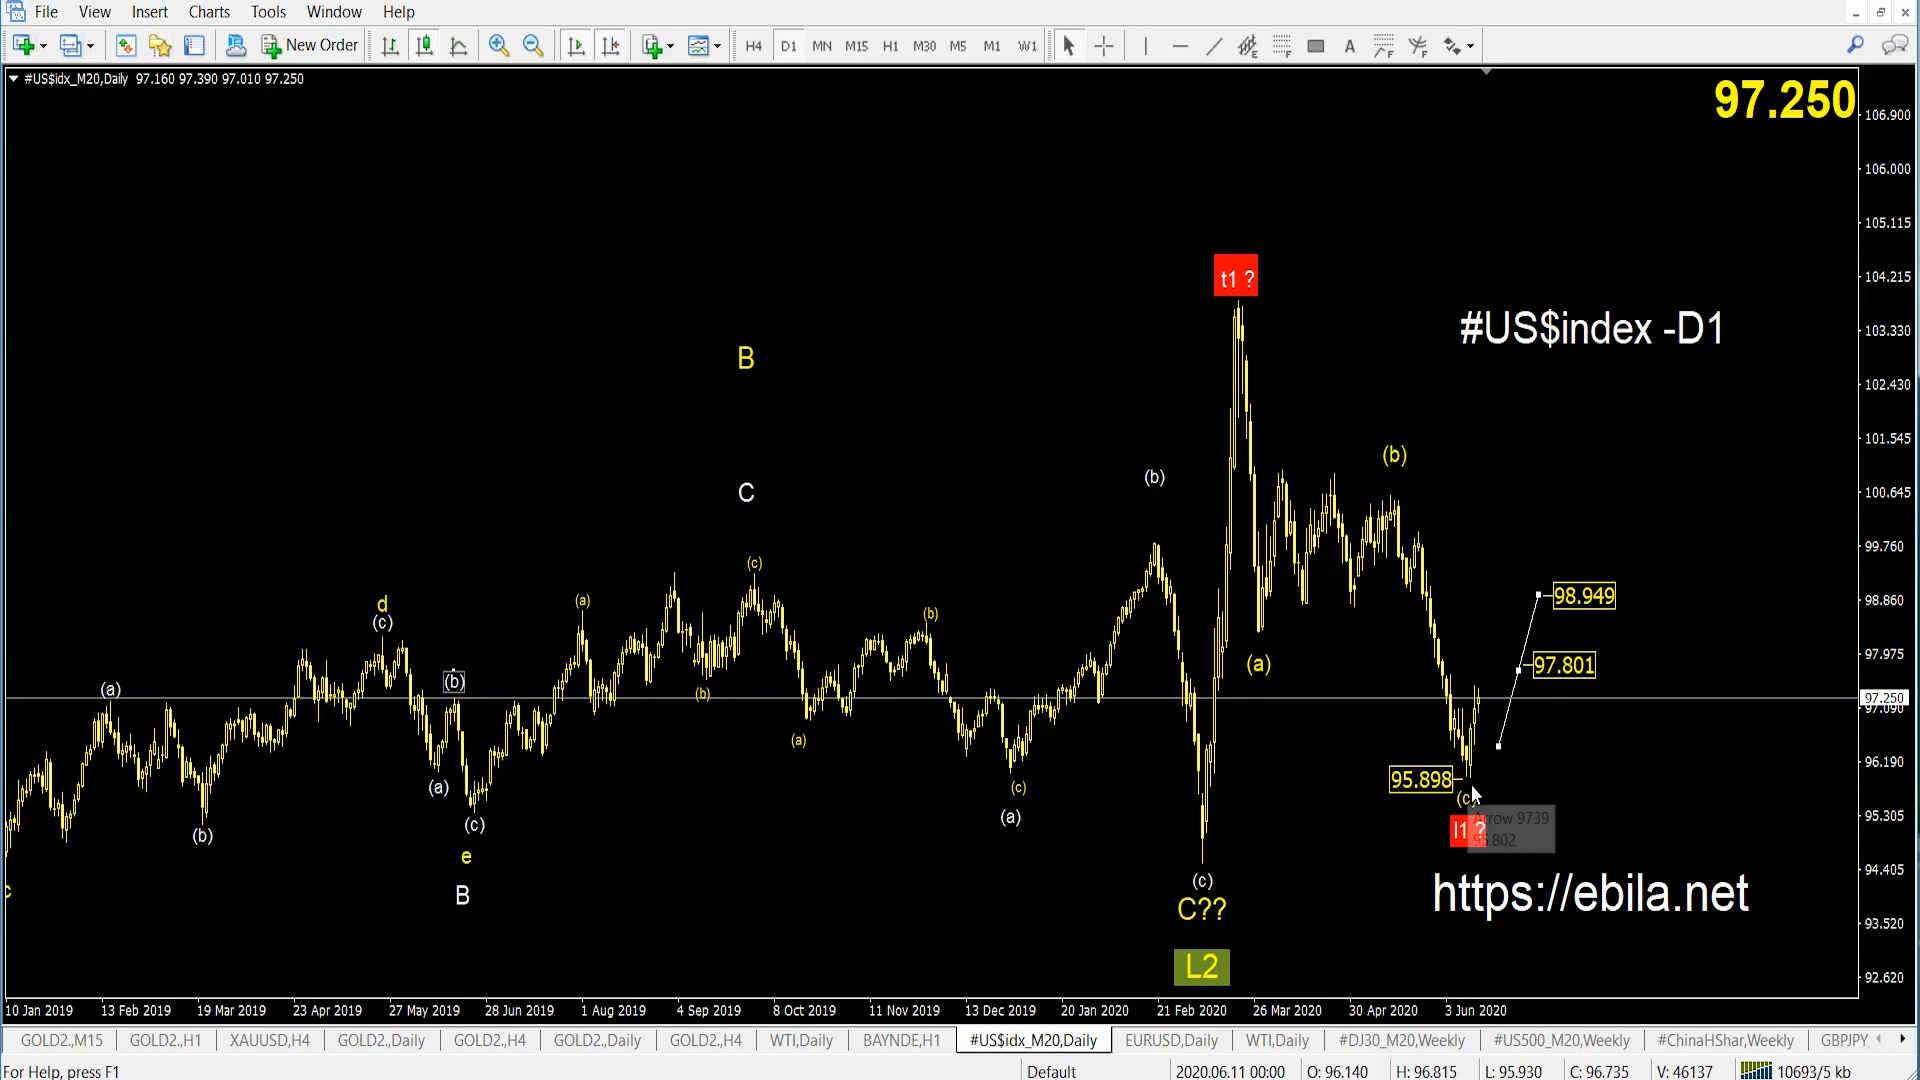 File View Insert Charts Tools Window Help
New Order H4 D1 MN M15 H1 M30 M5 M1 W1
#US$idx_M20,Daily 97.160 97.390 97.010 97.250
97.250
106.900
106.000
105.115
104.215
t1 ?
#US$index -D1
103.330
B
102.430
(b)
101.545
(b)
C
100.645
99.760
(c)
98.949
(a)
98.860
d
(b)
(c)
97.975
97.801
(a)
(b)
(a)
(b)
97.250
97.090
(a)
96.190
95.898
(a)
(c)
(c)
Arrow 9739
95.802
95.305
(a)
(c)
l1 ?
(b)
e
94.405
(c)
c
B
https://ebila.net
C??
93.520
L2
92.620
10 Jan 2019 13 Feb 2019 19 Mar 2019 23 Apr 2019 27 May 2019 28 Jun 2019 1 Aug 2019 4 Sep 2019 8 Oct 2019 11 Nov 2019 13 Dec 2019 20 Jan 2020 21 Feb 2020 26 Mar 2020 30 Apr 2020 3 Jun 2020
GOLD2.,M15 GOLD2.,H1 XAUUSD,H4 GOLD2.,Daily GOLD2.,H4 GOLD2.,Daily GOLD2.,H4 WTI,Daily BAYNDE,H1 #US$idx_M20,Daily EURUSD,Daily WTI,Daily #DJ30_M20,Weekly #US500_M20,Weekly #ChinaHShar,Weekly GBPJPY,
For Help, press F1 Default 2020.06.11 00:00 O: 96.140 H: 96.815 L: 95.930 C: 96.735 V: 46137 10693/5 kb